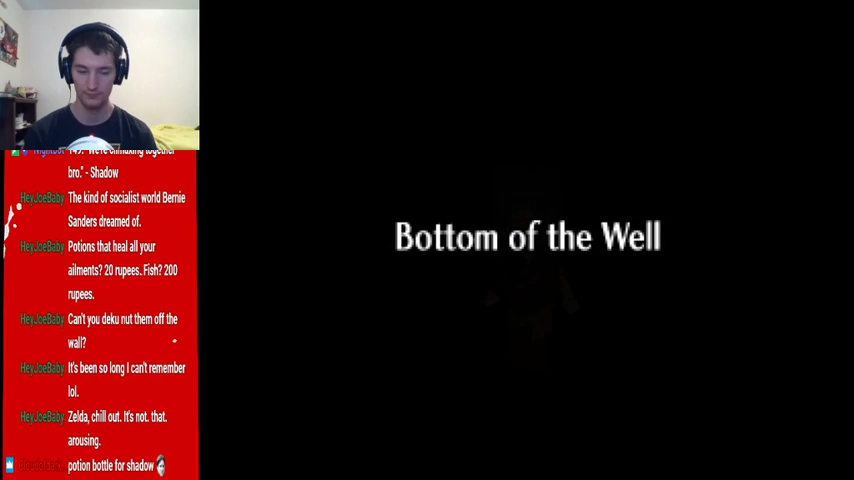 bro." - Shadow
HeyJoeBaby The kind of socialist world Bernie
Sanders dreamed of.
HeyJoeBaby Potions that heal all your
ailments? 20 rupees. Fish? 200
rupees.
HeyJoeBaby Can't you deku nut them off the
wall?
HeyJoeBaby It's been so long I can't remember
lol.
HeyJoeBaby Zelda, chill out. It's not. that.
arousing.
potion bottle for shadow
Bottom of the Well